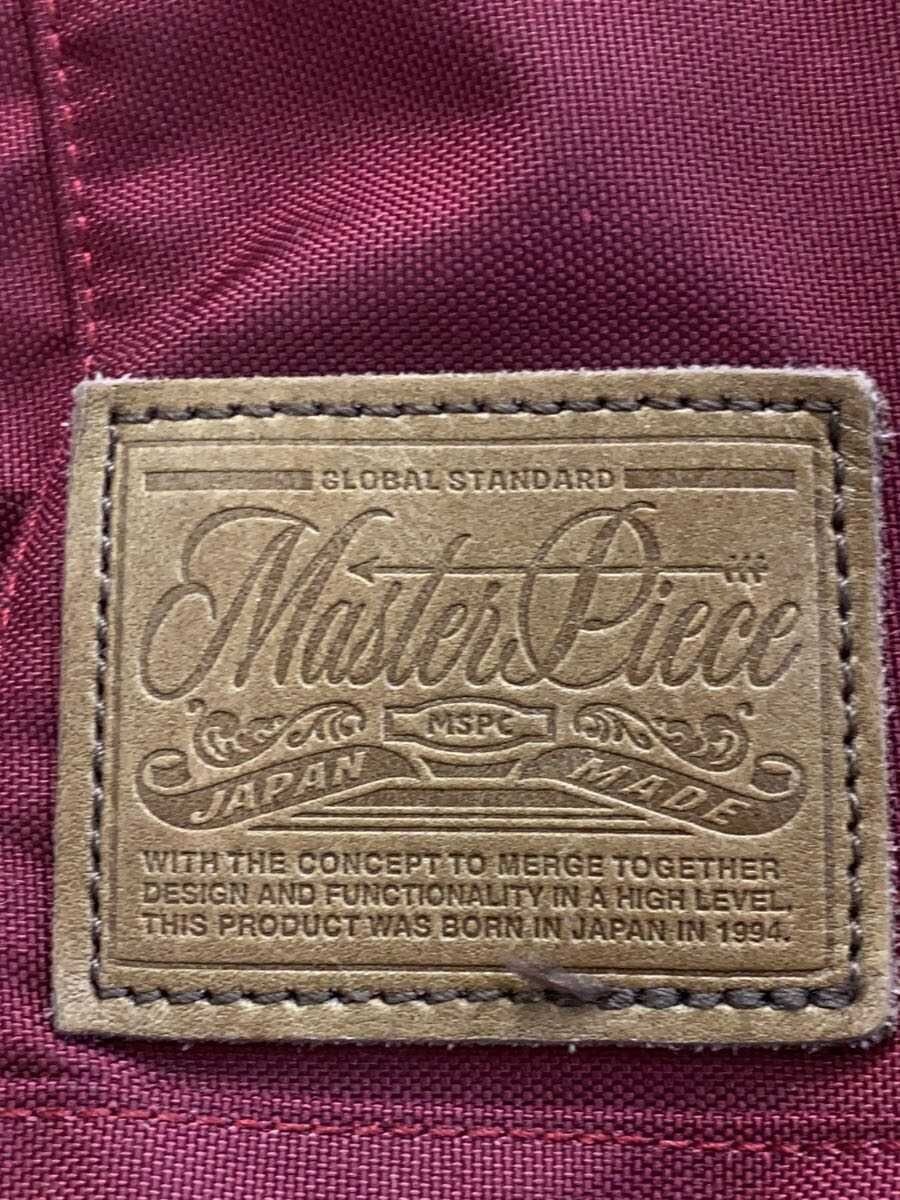 GLOBAL STANDARD
MasterPiece
MSPC
JAPAN MADE
WITH THE CONCEPT TO MERGE TOGETHER
DESIGN AND FUNCTIONALITY IN A HIGH LEVEL.
THIS PRODUCT WAS BORN IN JAPAN IN 1994.